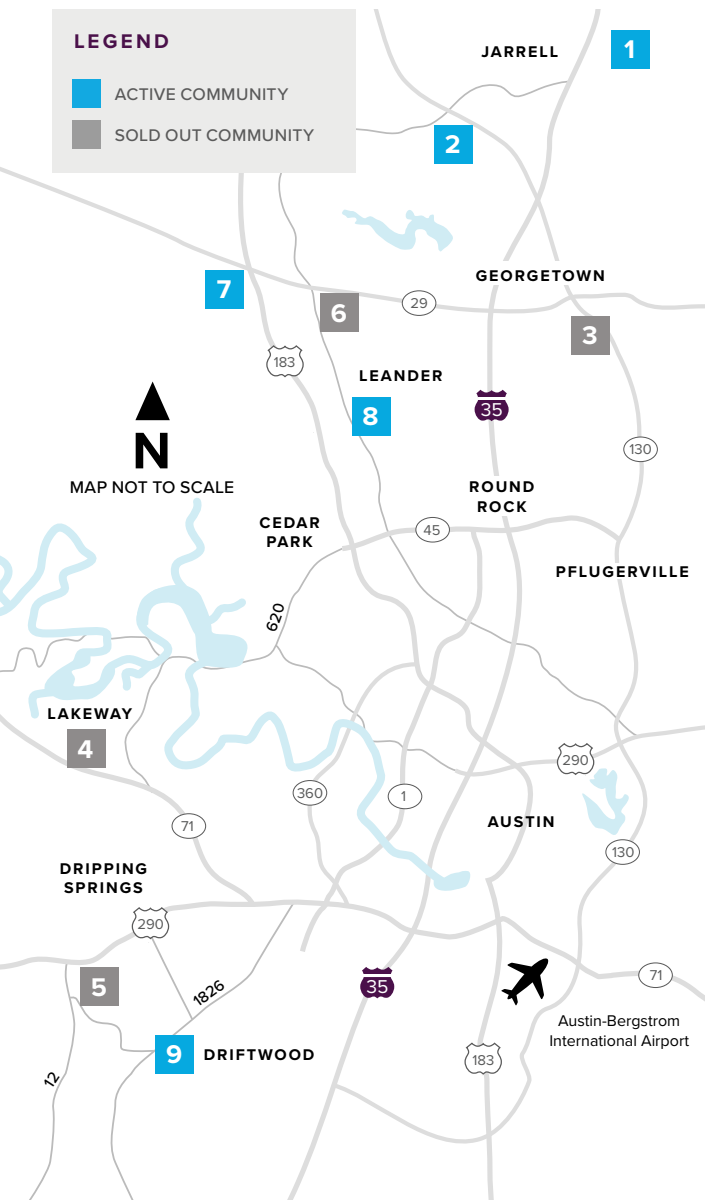 LEGEND
ACTIVE COMMUNITY
SOLD OUT COMMUNITY
JARRELL
1
2
GEORGETOWN
7
6
29
3
183
LEANDER
8
35
N
MAP NOT TO SCALE
130
ROUND
ROCK
CEDAR
PARK
45
PFLUGERVILLE
620
LAKEWAY
4
290
360
1
71
AUSTIN
130
DRIPPING
SPRINGS
290
5
1826
35
71
Austin-Bergstrom
International Airport
9
DRIFTWOOD
183
12